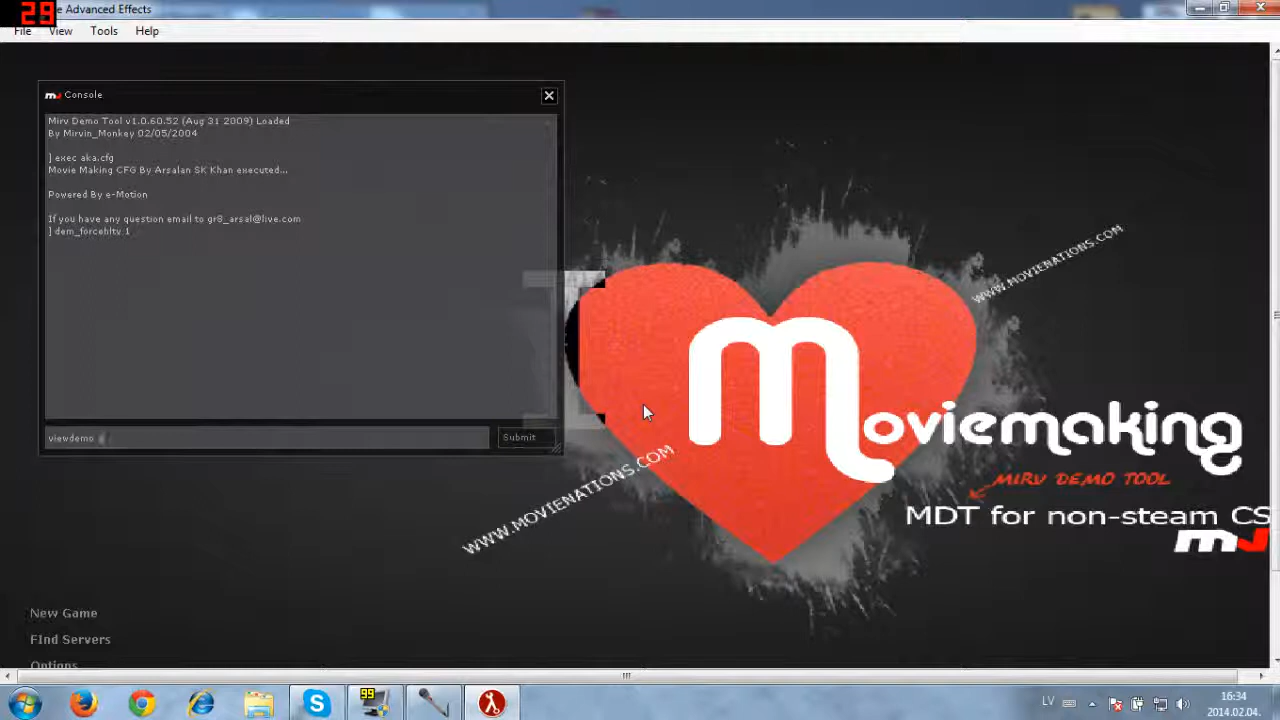 29
e Advanced Effects
File View Tools Help
Console
Mirv Demo Tool v1.0.60.52 (Aug 31 2009) Loaded
By Mirvin_Monkey 02/05/2004
] exec aka.cfg
Movie Making CFG By Arsalan SK Khan executed...
Powered By e-Motion
If you have any question email to gr8_arsal@live.com
] dem_forcehltv 1
viewdemo
Submit
WWW.MOVIENATIONS.COM
Moviemaking
WWW.MOVIENATIONS.COM
MIRV DEMO TOOL
MDT for non-steam CS
New Game
Find Servers
Options
99
LV
16:34
2014.02.04.